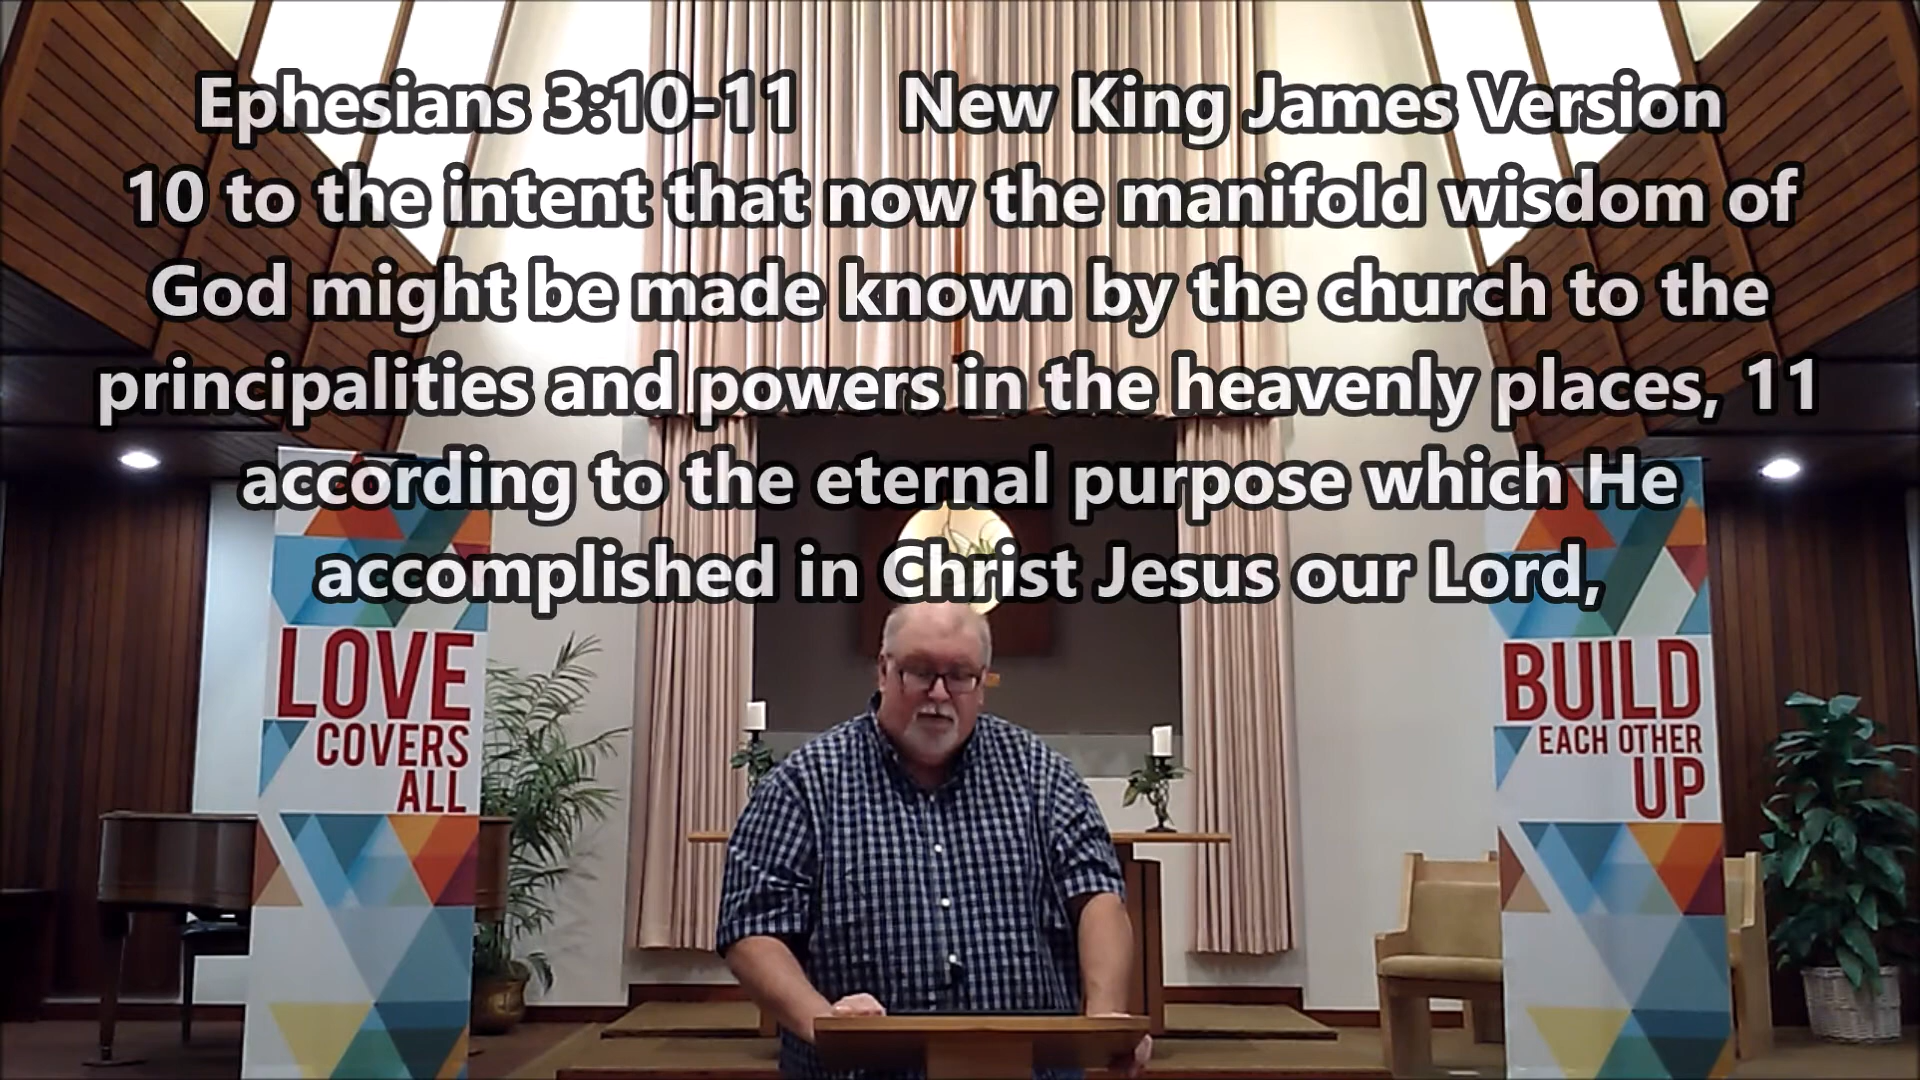 Ephesians 3:10-11 New King James Version
10 to the intent that now the manifold wisdom of
God might be made known by the church to the
principalities and powers in the heavenly places, 11
according to the eternal purpose which He
accomplished in Christ Jesus our Lord,
LOVE
COVERS
ALL
BUILD
EACH OTHER
UP